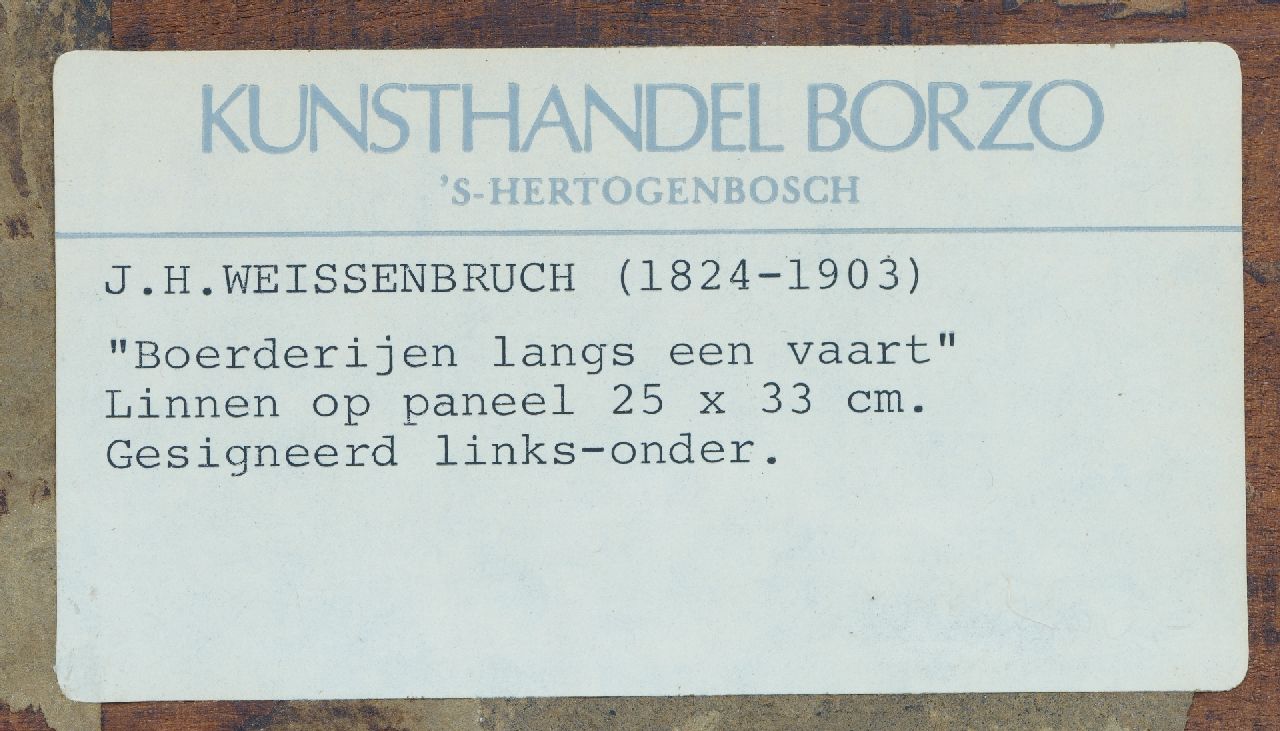 KUNSTHANDEL BORZO
'S-HERTOGENBOSCH
J.H.WEISSENBRUCH (1824-1903)
"Boerderijen langs een vaart"
Linnen op paneel 25 x 33 cm.
Gesigneerd links-onder.